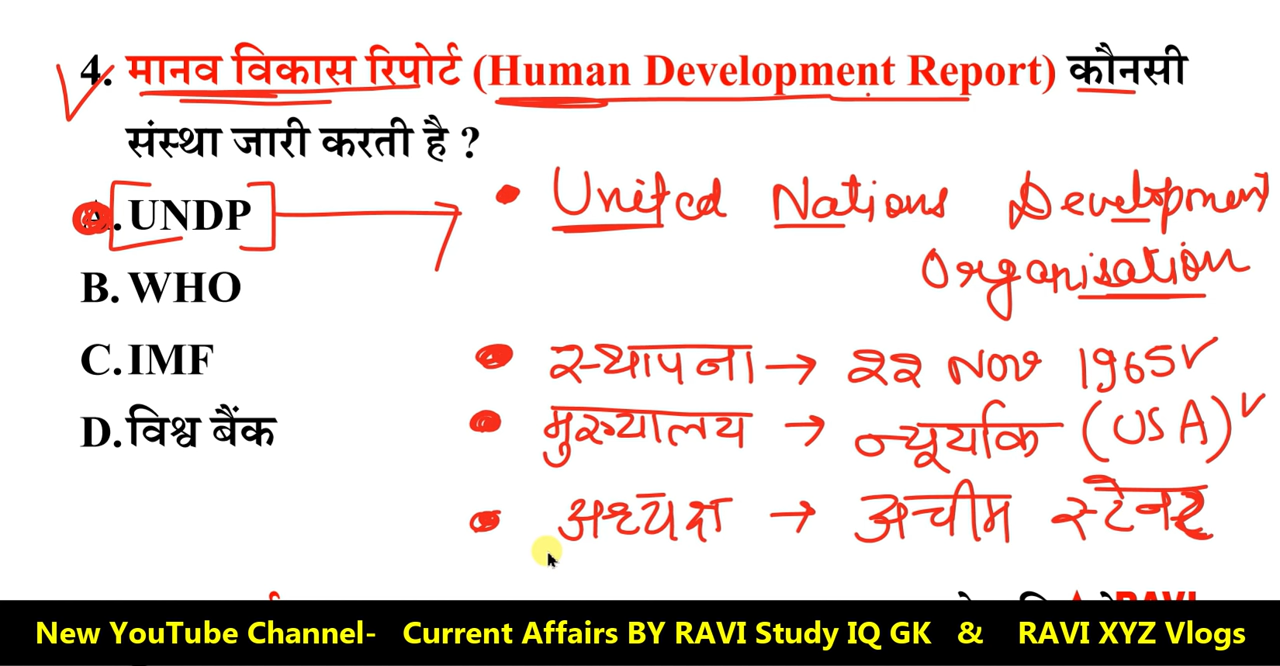 4. मानव विकास रिपोर्ट (Human Development Report) कौनसी
संस्था जारी करती है ?
A. UNDP
B. WHO
C. IMF
D. विश्व बैंक
• United Nations Development
Organisation
• स्थापना → 22 Nov 1965
• मुख्यालय → न्यूर्याक (USA)
• अध्यक्ष → अचीम स्टेनर
RAVI
New YouTube Channel- Current Affairs BY RAVI Study IQ GK & RAVI XYZ Vlogs